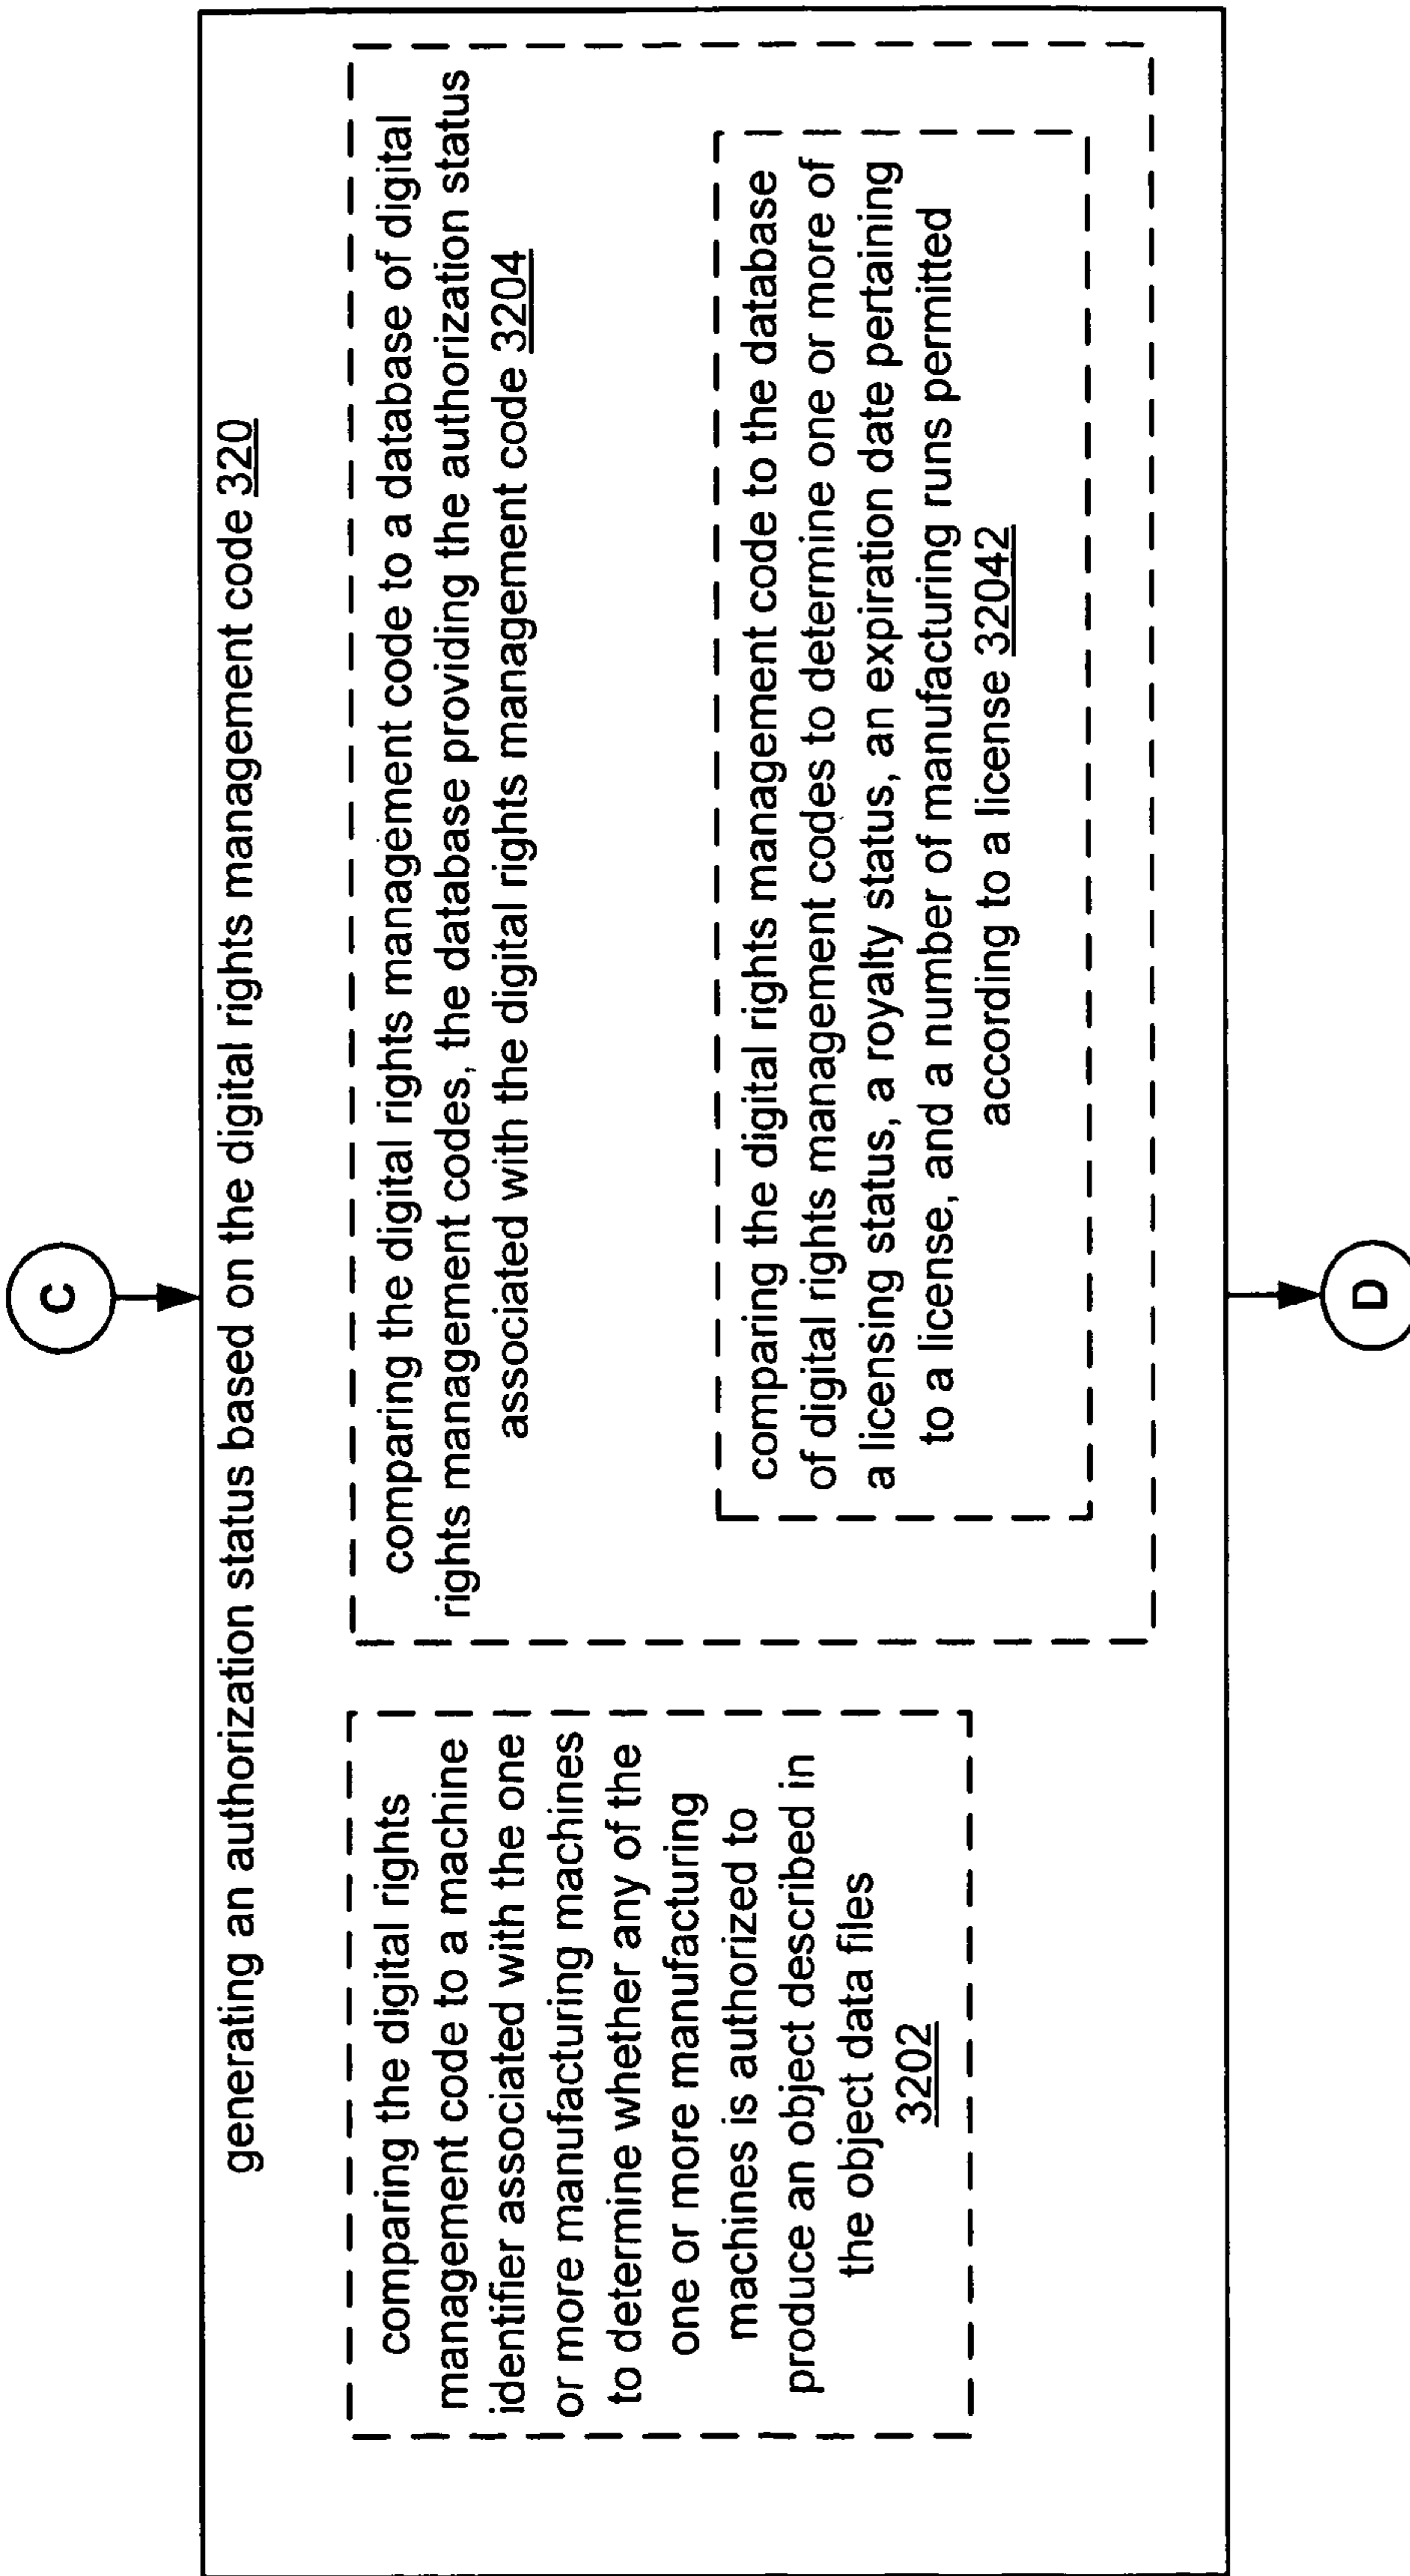 C
generating an authorization status based on the digital rights management code 320
comparing the digital rights
management code to a machine
identifier associated with the one
or more manufacturing machines
to determine whether any of the
one or more manufacturing
machines is authorized to
produce an object described in
the object data files
3202
comparing the digital rights management code to a database of digital
rights management codes, the database providing the authorization status
associated with the digital rights management code 3204
comparing the digital rights management code to the database
of digital rights management codes to determine one or more of
a licensing status, a royalty status, an expiration date pertaining
to a license, and a number of manufacturing runs permitted
according to a license 32042
D